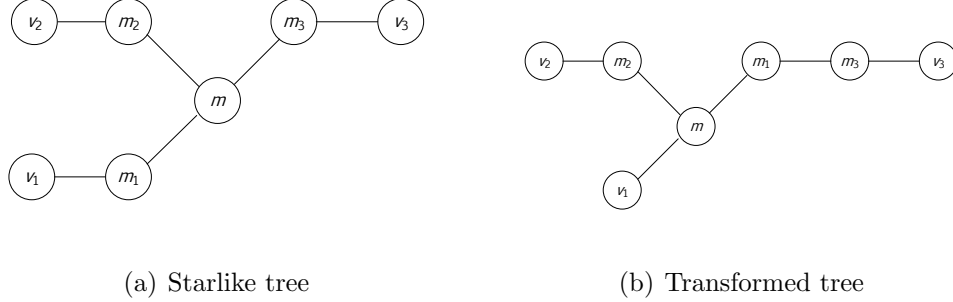 v₂ m₂ m₃ v₃
m
v₁ m₁
v₂ m₂ m₁ m₃ v₃
m
v₁
(a) Starlike tree
(b) Transformed tree